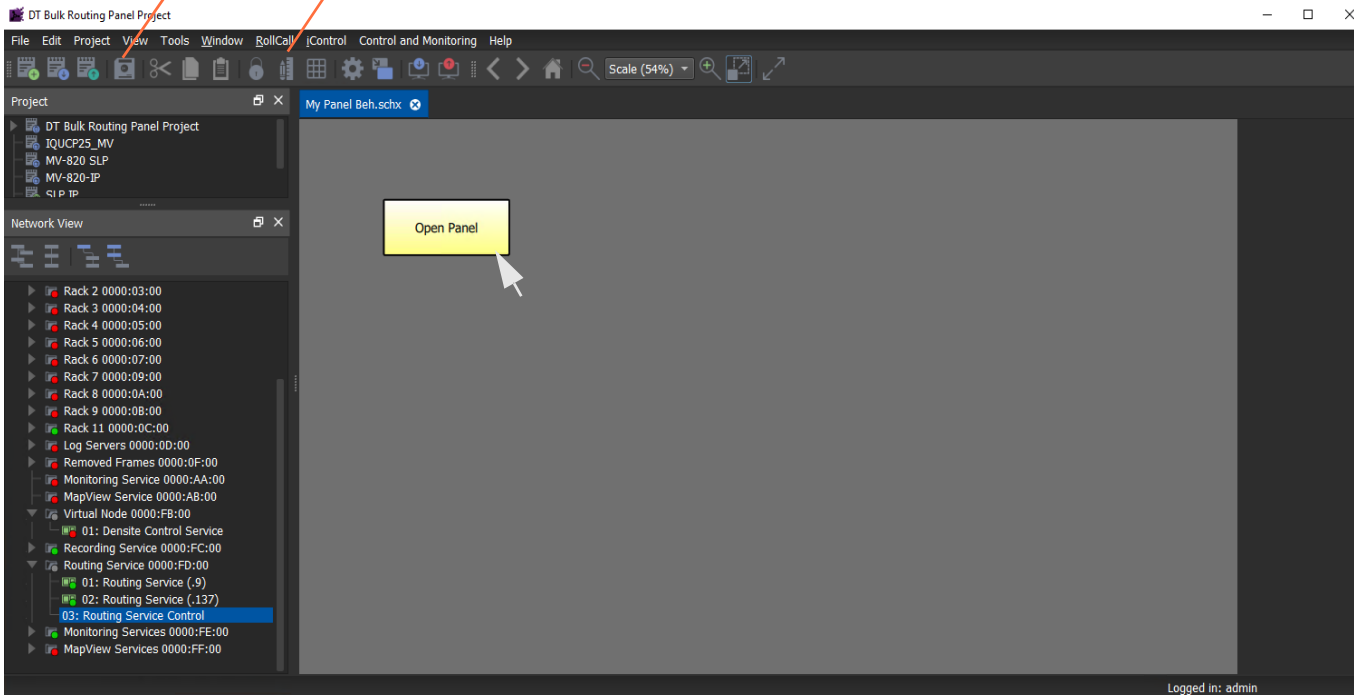 DT Bulk Routing Panel Project
File Edit Project View Tools Window RollCall iControl Control and Monitoring Help
Scale (54%)
Project
My Panel Beh.schx
DT Bulk Routing Panel Project
IQUCP25_MV
MV-820 SLP
MV-820-IP
SLP IP
Network View
Open Panel
Rack 2 0000:03:00
Rack 3 0000:04:00
Rack 4 0000:05:00
Rack 5 0000:06:00
Rack 6 0000:07:00
Rack 7 0000:09:00
Rack 8 0000:0A:00
Rack 9 0000:0B:00
Rack 11 0000:0C:00
Log Servers 0000:0D:00
Removed Frames 0000:0F:00
Monitoring Service 0000:AA:00
MapView Service 0000:AB:00
Virtual Node 0000:FB:00
01: Densite Control Service
Recording Service 0000:FC:00
Routing Service 0000:FD:00
01: Routing Service (.9)
02: Routing Service (.137)
03: Routing Service Control
Monitoring Services 0000:FE:00
MapView Services 0000:FF:00
Logged in: admin